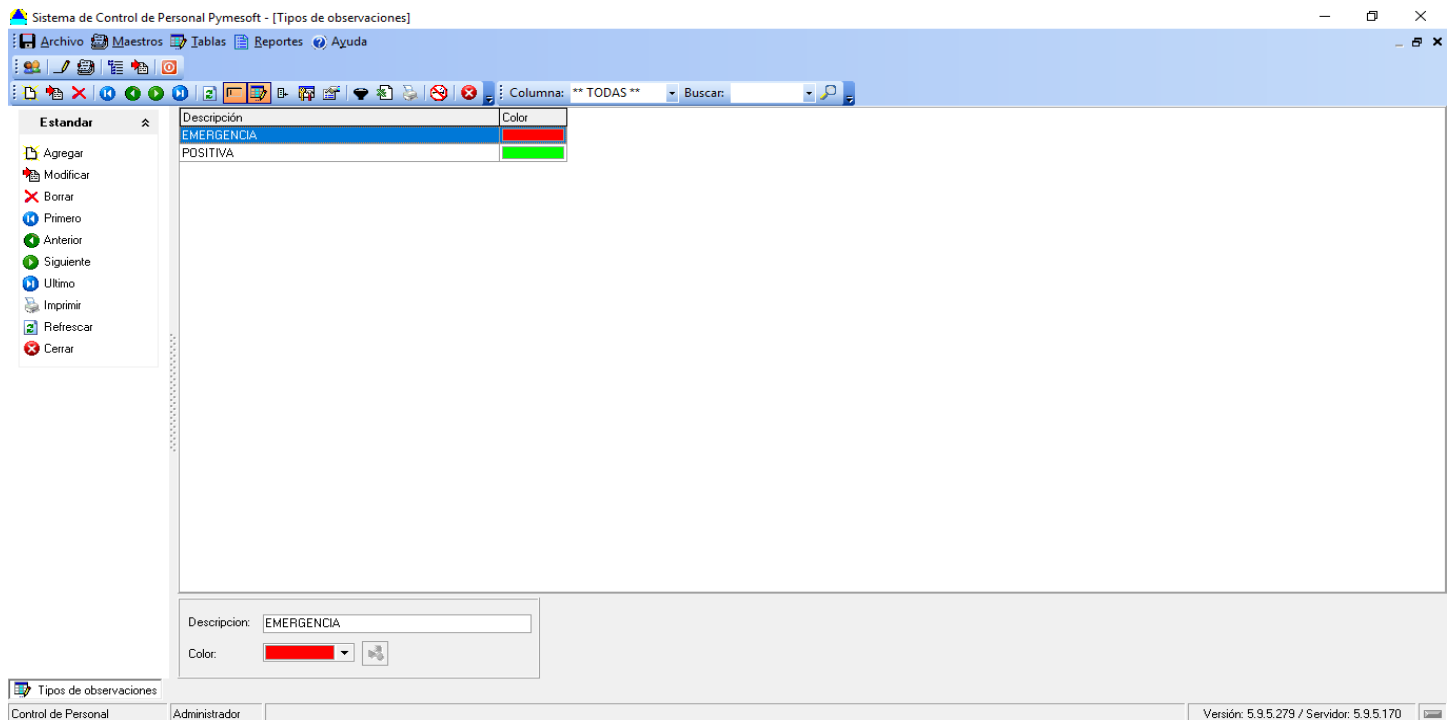 Sistema de Control de Personal Pymesoft - [Tipos de observaciones]
Archivo Maestros Tablas Reportes Ayuda
Columna: ** TODAS ** Buscar:
Estandar
Agregar
Modificar
Borrar
Primero
Anterior
Siguiente
Ultimo
Imprimir
Refrescar
Cerrar
Descripción Color
EMERGENCIA
POSITIVA
Descripcion: EMERGENCIA
Color:
Tipos de observaciones
Control de Personal Administrador Versión: 5.9.5.279 / Servidor: 5.9.5.170